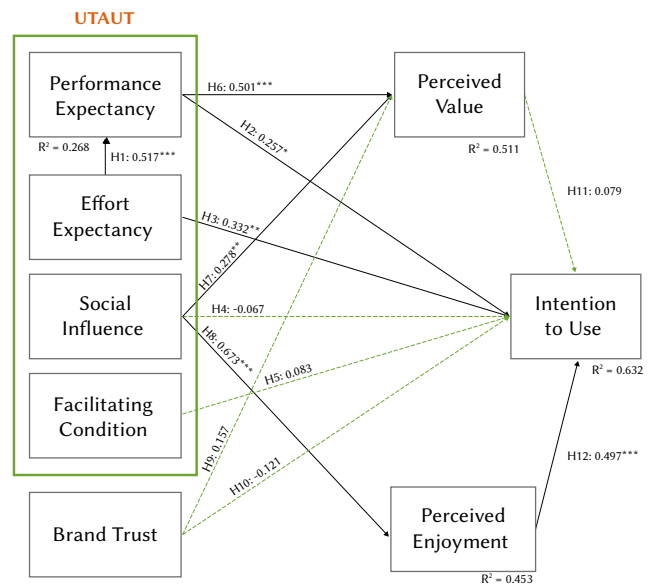 UTAUT
Performance
Expectancy
R² = 0.268
H1: 0.517***
Effort
Expectancy
Social
Influence
Facilitating
Condition
Brand Trust
H6: 0.501***
H2: 0.257*
H3: 0.332**
H7: 0.278**
H4: -0.067
H8: 0.673***
H5: 0.083
H9: 0.157
H10: -0.121
Perceived
Value
R² = 0.511
H11: 0.079
Intention
to Use
R² = 0.632
H12: 0.497***
Perceived
Enjoyment
R² = 0.453